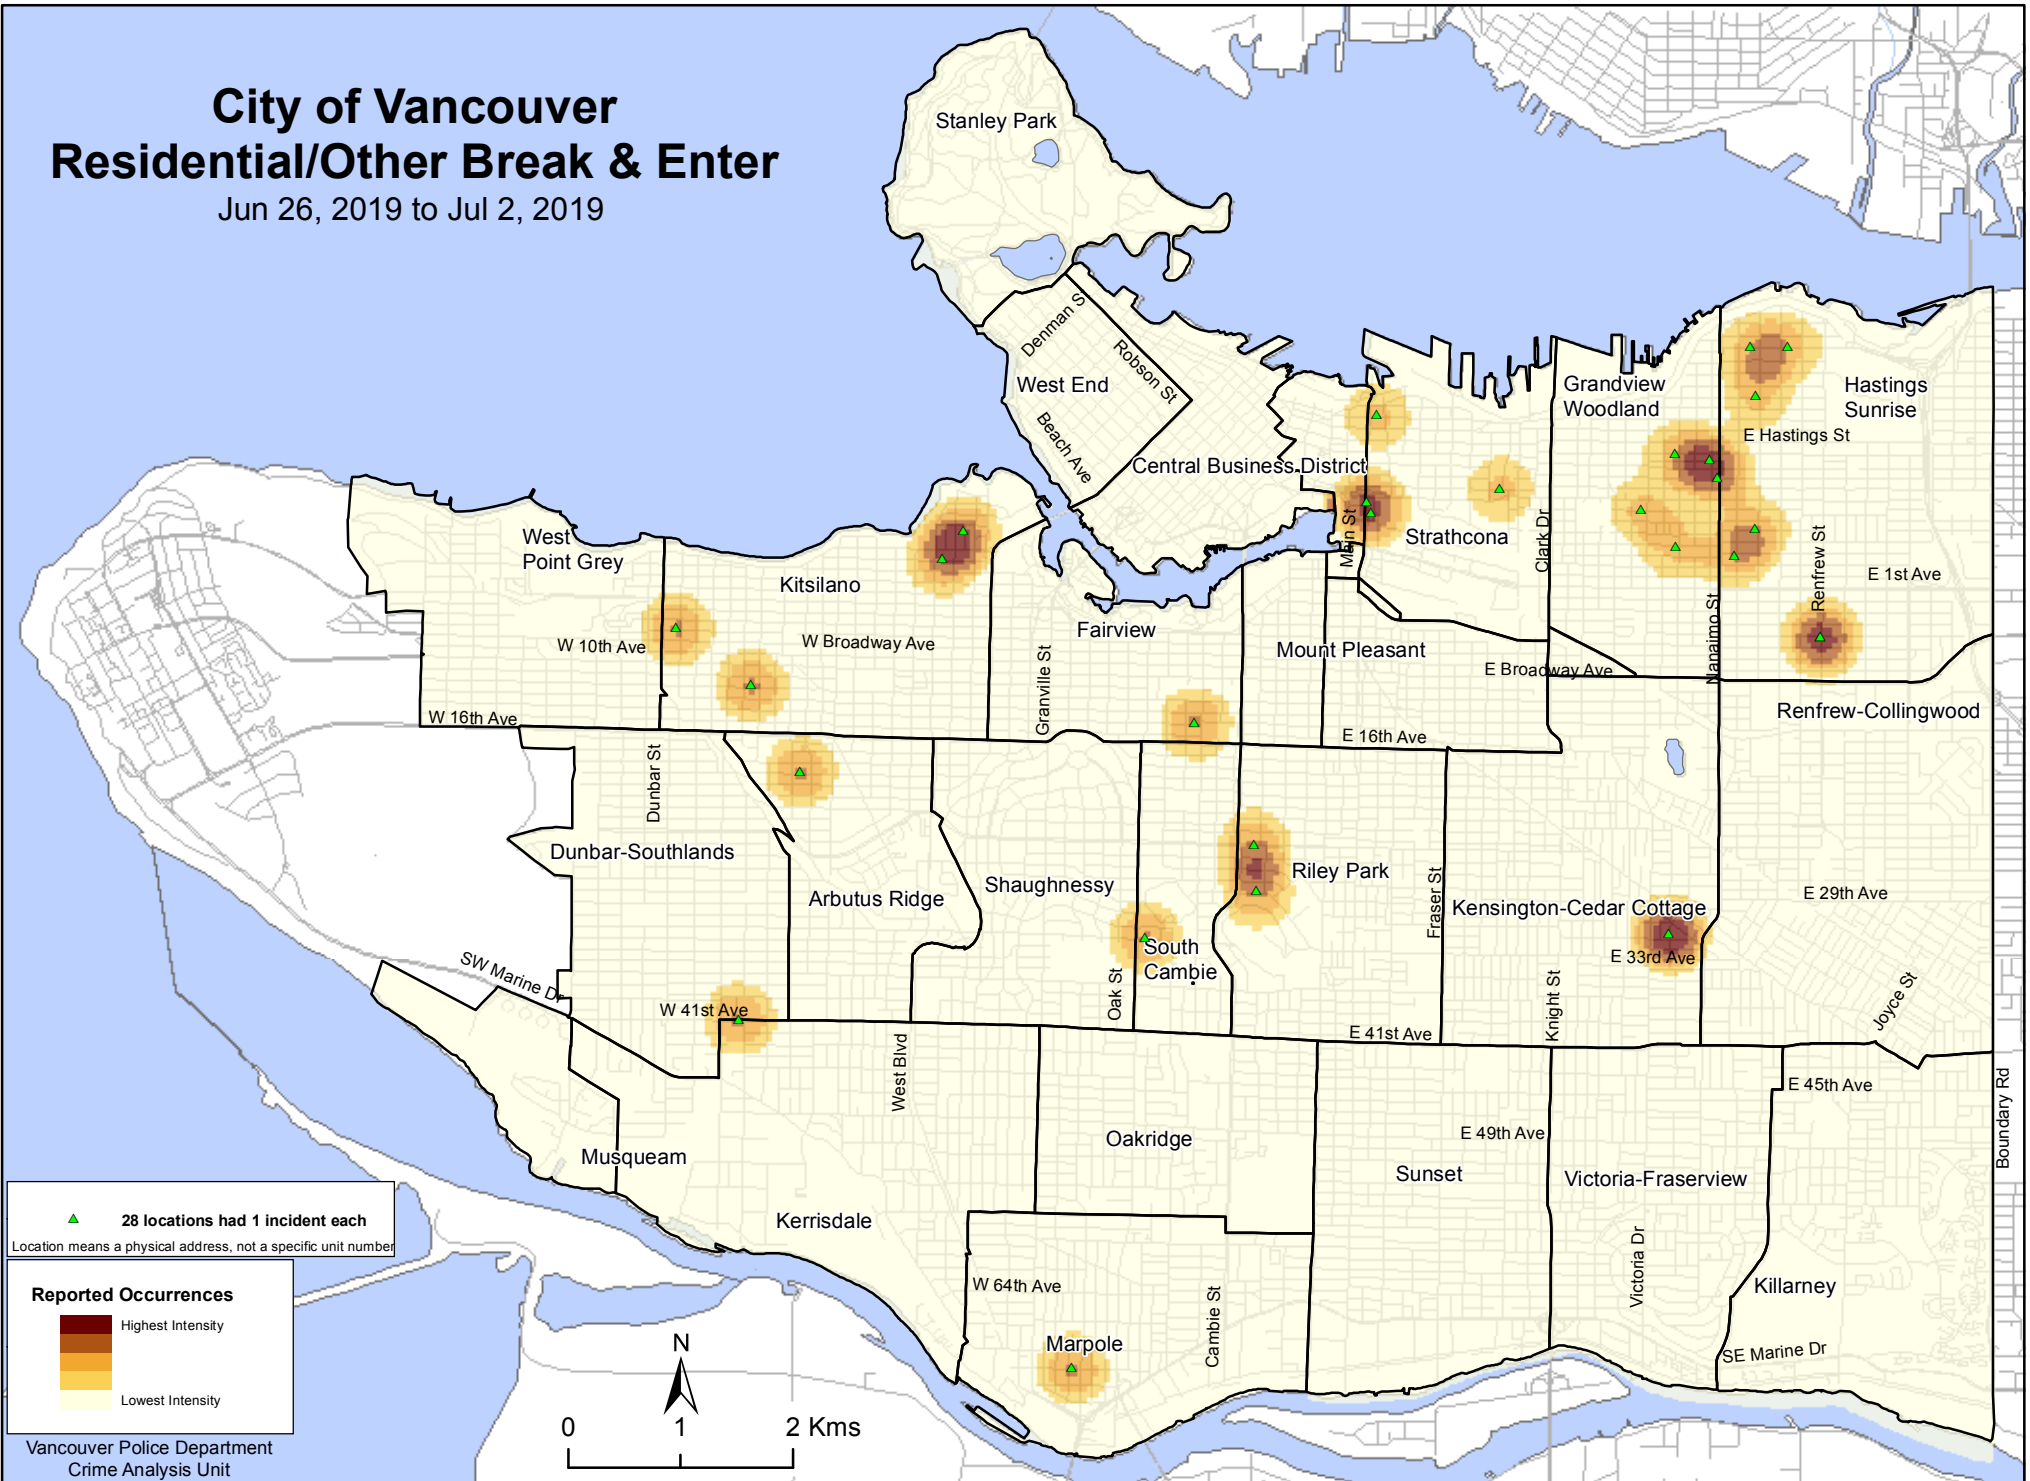 City of Vancouver
Residential/Other Break & Enter
Jun 26, 2019 to Jul 2, 2019
Stanley Park
Denman S
Robson St
West End
Beach Ave
Central Business District
Grandview
Woodland
Hastings
Sunrise
E Hastings St
West
Point Grey
Kitsilano
Main St
Strathcona
Clark Dr
Renfrew St
E 1st Ave
Nanaimo St
W 10th Ave
W Broadway Ave
Fairview
Granville St
Mount Pleasant
E Broadway Ave
W 16th Ave
E 16th Ave
Renfrew-Collingwood
Dunbar St
Dunbar-Southlands
Arbutus Ridge
Shaughnessy
Riley Park
Fraser St
Kensington-Cedar Cottage
E 29th Ave
South
Cambie
E 33rd Ave
SW Marine Dr
W 41st Ave
Oak St
E 41st Ave
Knight St
Joyce St
West Blvd
E 45th Ave
Boundary Rd
Musqueam
Oakridge
E 49th Ave
Sunset
Victoria-Fraserview
Kerrisdale
Victoria Dr
W 64th Ave
Cambie St
Killarney
Marpole
SE Marine Dr
28 locations had 1 incident each
Location means a physical address, not a specific unit number
Reported Occurrences
Highest Intensity
Lowest Intensity
N
0 1 2 Kms
Vancouver Police Department
Crime Analysis Unit